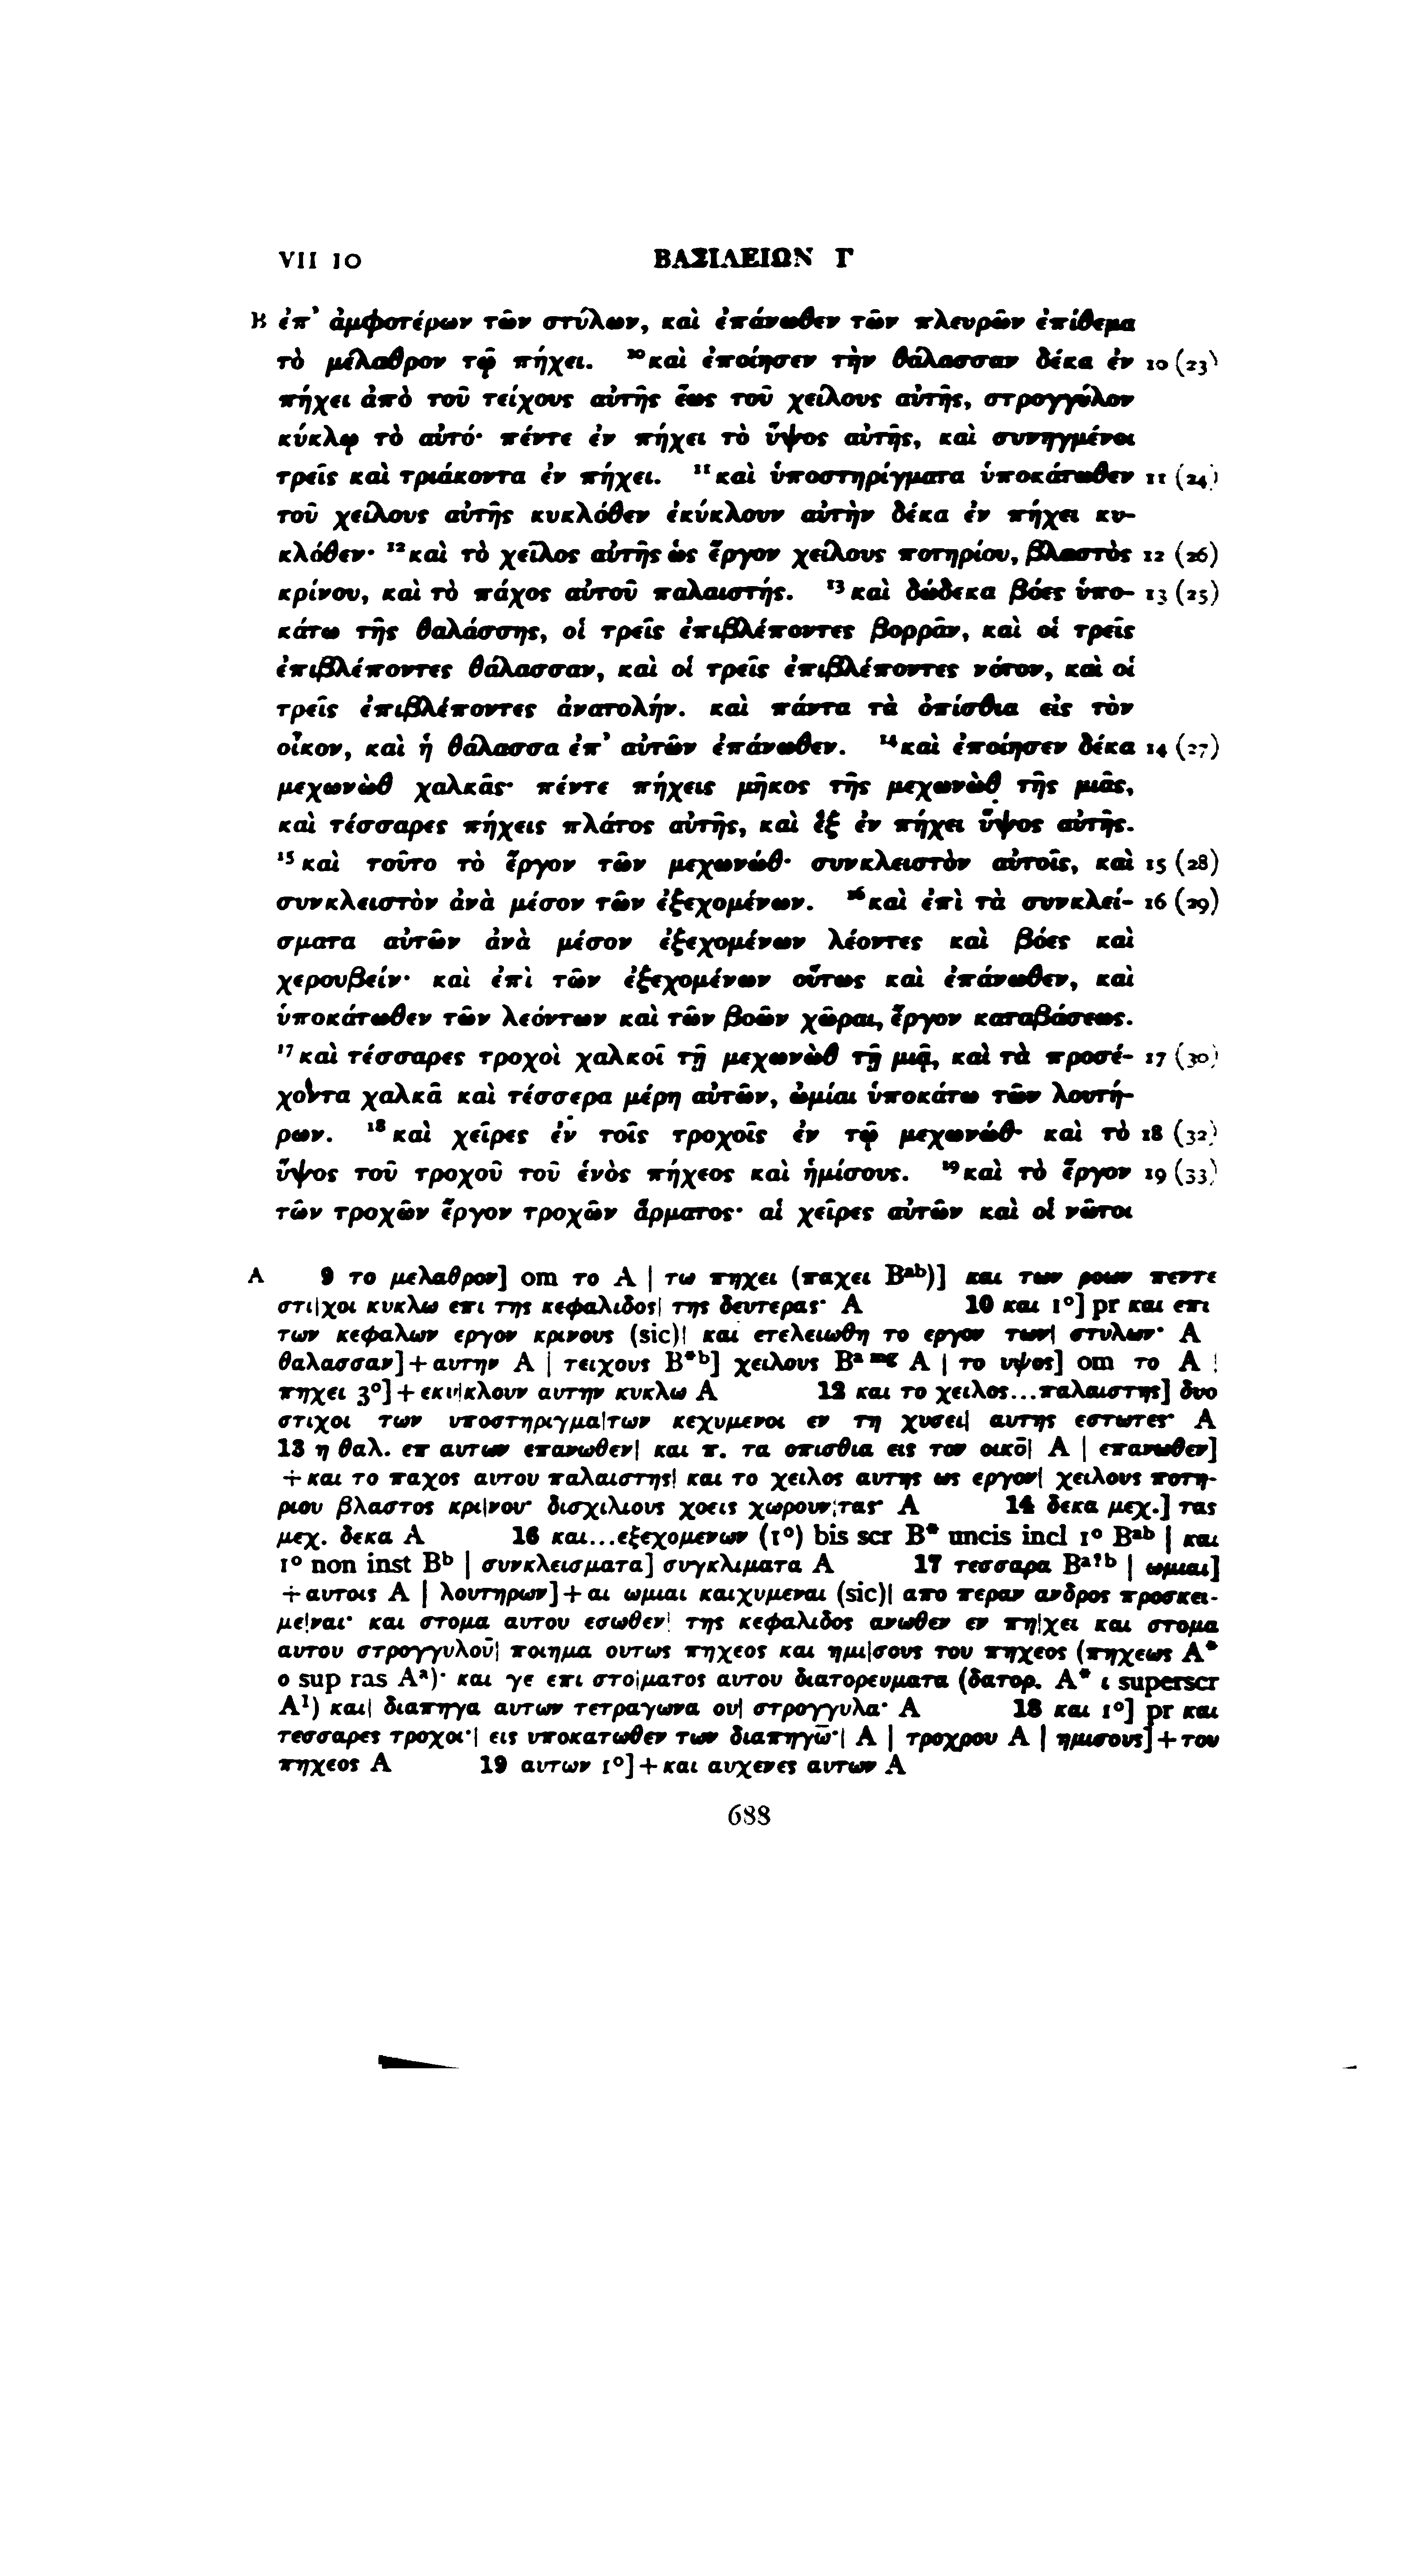 VII 10 ΒΑΣΙΛΕΙΩΝ Γ
B ἐπ᾽ ἀμφοτέρων τῶν στύλων, καὶ ἐπάνωθεν τῶν πλευρῶν ἐπίθεμα
τὸ μέλαθρον τῷ πήχει. ¹⁰καὶ ἐποίησεν τὴν θάλασσαν δέκα ἐν 10 (23)
πήχει ἀπὸ τοῦ τείχους αὐτῆς ἕως τοῦ χείλους αὐτῆς, στρογγύλον
κύκλῳ τὸ αὐτό· πέντε ἐν πήχει τὸ ὕψος αὐτῆς, καὶ συνηγμένοι
τρεῖς καὶ τριάκοντα ἐν πήχει. ¹¹καὶ ὑποστηρίγματα ὑποκάτωθεν 11 (24)
τοῦ χείλους αὐτῆς κυκλόθεν ἐκύκλουν αὐτὴν δέκα ἐν πήχει κυ-
κλόθεν· ¹²καὶ τὸ χεῖλος αὐτῆς ὡς ἔργον χείλους ποτηρίου, βλαστὸς 12 (26)
κρίνου, καὶ τὸ πάχος αὐτοῦ παλαιστής. ¹³καὶ δώδεκα βόες ὑπο- 13 (25)
κάτω τῆς θαλάσσης, οἱ τρεῖς ἐπιβλέποντες βορρᾶν, καὶ οἱ τρεῖς
ἐπιβλέποντες θάλασσαν, καὶ οἱ τρεῖς ἐπιβλέποντες νότον, καὶ οἱ
τρεῖς ἐπιβλέποντες ἀνατολήν. καὶ πάντα τὰ ὀπίσθια εἰς τὸν
οἶκον, καὶ ἡ θάλασσα ἐπ᾽ αὐτῶν ἐπάνωθεν. ¹⁴καὶ ἐποίησεν δέκα 14 (27)
μεχωνὼθ χαλκᾶς· πέντε πήχεις μῆκος τῆς μεχωνὼθ τῆς μιᾶς,
καὶ τέσσαρες πήχεις πλάτος αὐτῆς, καὶ ἓξ ἐν πήχει ὕψος αὐτῆς.
¹⁵καὶ τοῦτο τὸ ἔργον τῶν μεχωνώθ· συνκλειστὸν αὐτοῖς, καὶ 15 (28)
συνκλειστὸν ἀνὰ μέσον τῶν ἐξεχομένων. ¹⁶καὶ ἐπὶ τὰ συνκλεί- 16 (29)
σματα αὐτῶν ἀνὰ μέσον ἐξεχομένων λέοντες καὶ βόες καὶ
χερουβείν· καὶ ἐπὶ τῶν ἐξεχομένων οὕτως καὶ ἐπάνωθεν, καὶ
ὑποκάτωθεν τῶν λεόντων καὶ τῶν βοῶν χῶραι, ἔργον καταβάσεως.
¹⁷καὶ τέσσαρες τροχοὶ χαλκοῖ τῇ μεχωνὼθ τῇ μιᾷ, καὶ τὰ προσέ- 17 (30)
χοντα χαλκᾶ καὶ τέσσερα μέρη αὐτῶν, ὠμίαι ὑποκάτω τῶν λουτή-
ρων. ¹⁸καὶ χεῖρες ἐν τοῖς τροχοῖς ἐν τῷ μεχωνώθ· καὶ τὸ 18 (32)
ὕψος τοῦ τροχοῦ τοῦ ἑνὸς πήχεος καὶ ἡμίσους. ¹⁹καὶ τὸ ἔργον 19 (33)
τῶν τροχῶν ἔργον τροχῶν ἅρματος· αἱ χεῖρες αὐτῶν καὶ οἱ νῶτοι
A 9 το μελαθρον] om το A | τω πηχει (παχει Bᵃᵇ)] και των ροων πεντε
στι|χοι κυκλω επι της κεφαλιδος| της δευτερας· A 10 και 1°] pr και επι
των κεφαλων εργον κρινους (sic)| και ετελειωθη το εργον των| στυλων· A
θαλασσαν]+αυτην A | τειχους B*ᵇ] χειλους Bᵃ ᵐᵍ A | το υψος] om το A |
πηχει 3°]+εκυ|κλουν αυτην κυκλω A 12 και το χειλος...παλαιστης] δυο
στιχοι των υποστηριγμα|των κεχυμενοι εν τη χυσει| αυτης εστωτες· A
13 η θαλ. επ αυτων επανωθεν| και π. τα οπισθια εις τον οικο̄| A | επανωθεν]
+και το παχος αυτου παλαιστης| και το χειλος αυτης ως εργον| χειλους ποτη-
ριου βλαστος κρι|νου· δισχιλιους χοεις χωρουν|τας· A 14 δεκα μεχ.] τας
μεχ. δεκα A 16 και...εξεχομενων (1°) bis scr B* uncis incl 1° Bᵃᵇ | και
1° non inst Bᵇ | συνκλεισματα] συγκλιματα A 17 τεσσαρα Bᵃ?ᵇ | ωμιαι]
+αυτοις A | λουτηρων]+αι ωμιαι καιχυμεναι (sic)| απο περαν ανδρος προσκει-
με|ναι· και στομα αυτου εσωθεν| της κεφαλιδος ανωθεν εν πη|χει και στομα
αυτου στρογγυλοῡ| ποιημα ουτως πηχεος και ημι|σους του πηχεος (πηχεως A*
ο sup ras Aᵃ)· και γε επι στο|ματος αυτου διατορευματα (δατορ. A* ι superscr
A¹) και| διαπηγα αυτων τετραγωνα ου| στρογγυλα· A 18 και 1°] pr και
τεσσαρες τροχοι·| εις υποκατωθεν των διαπηγω̄·| A | τροχρου A | ημισους]+του
πηχεος A 19 αυτων 1°]+και αυχενες αυτων A
688